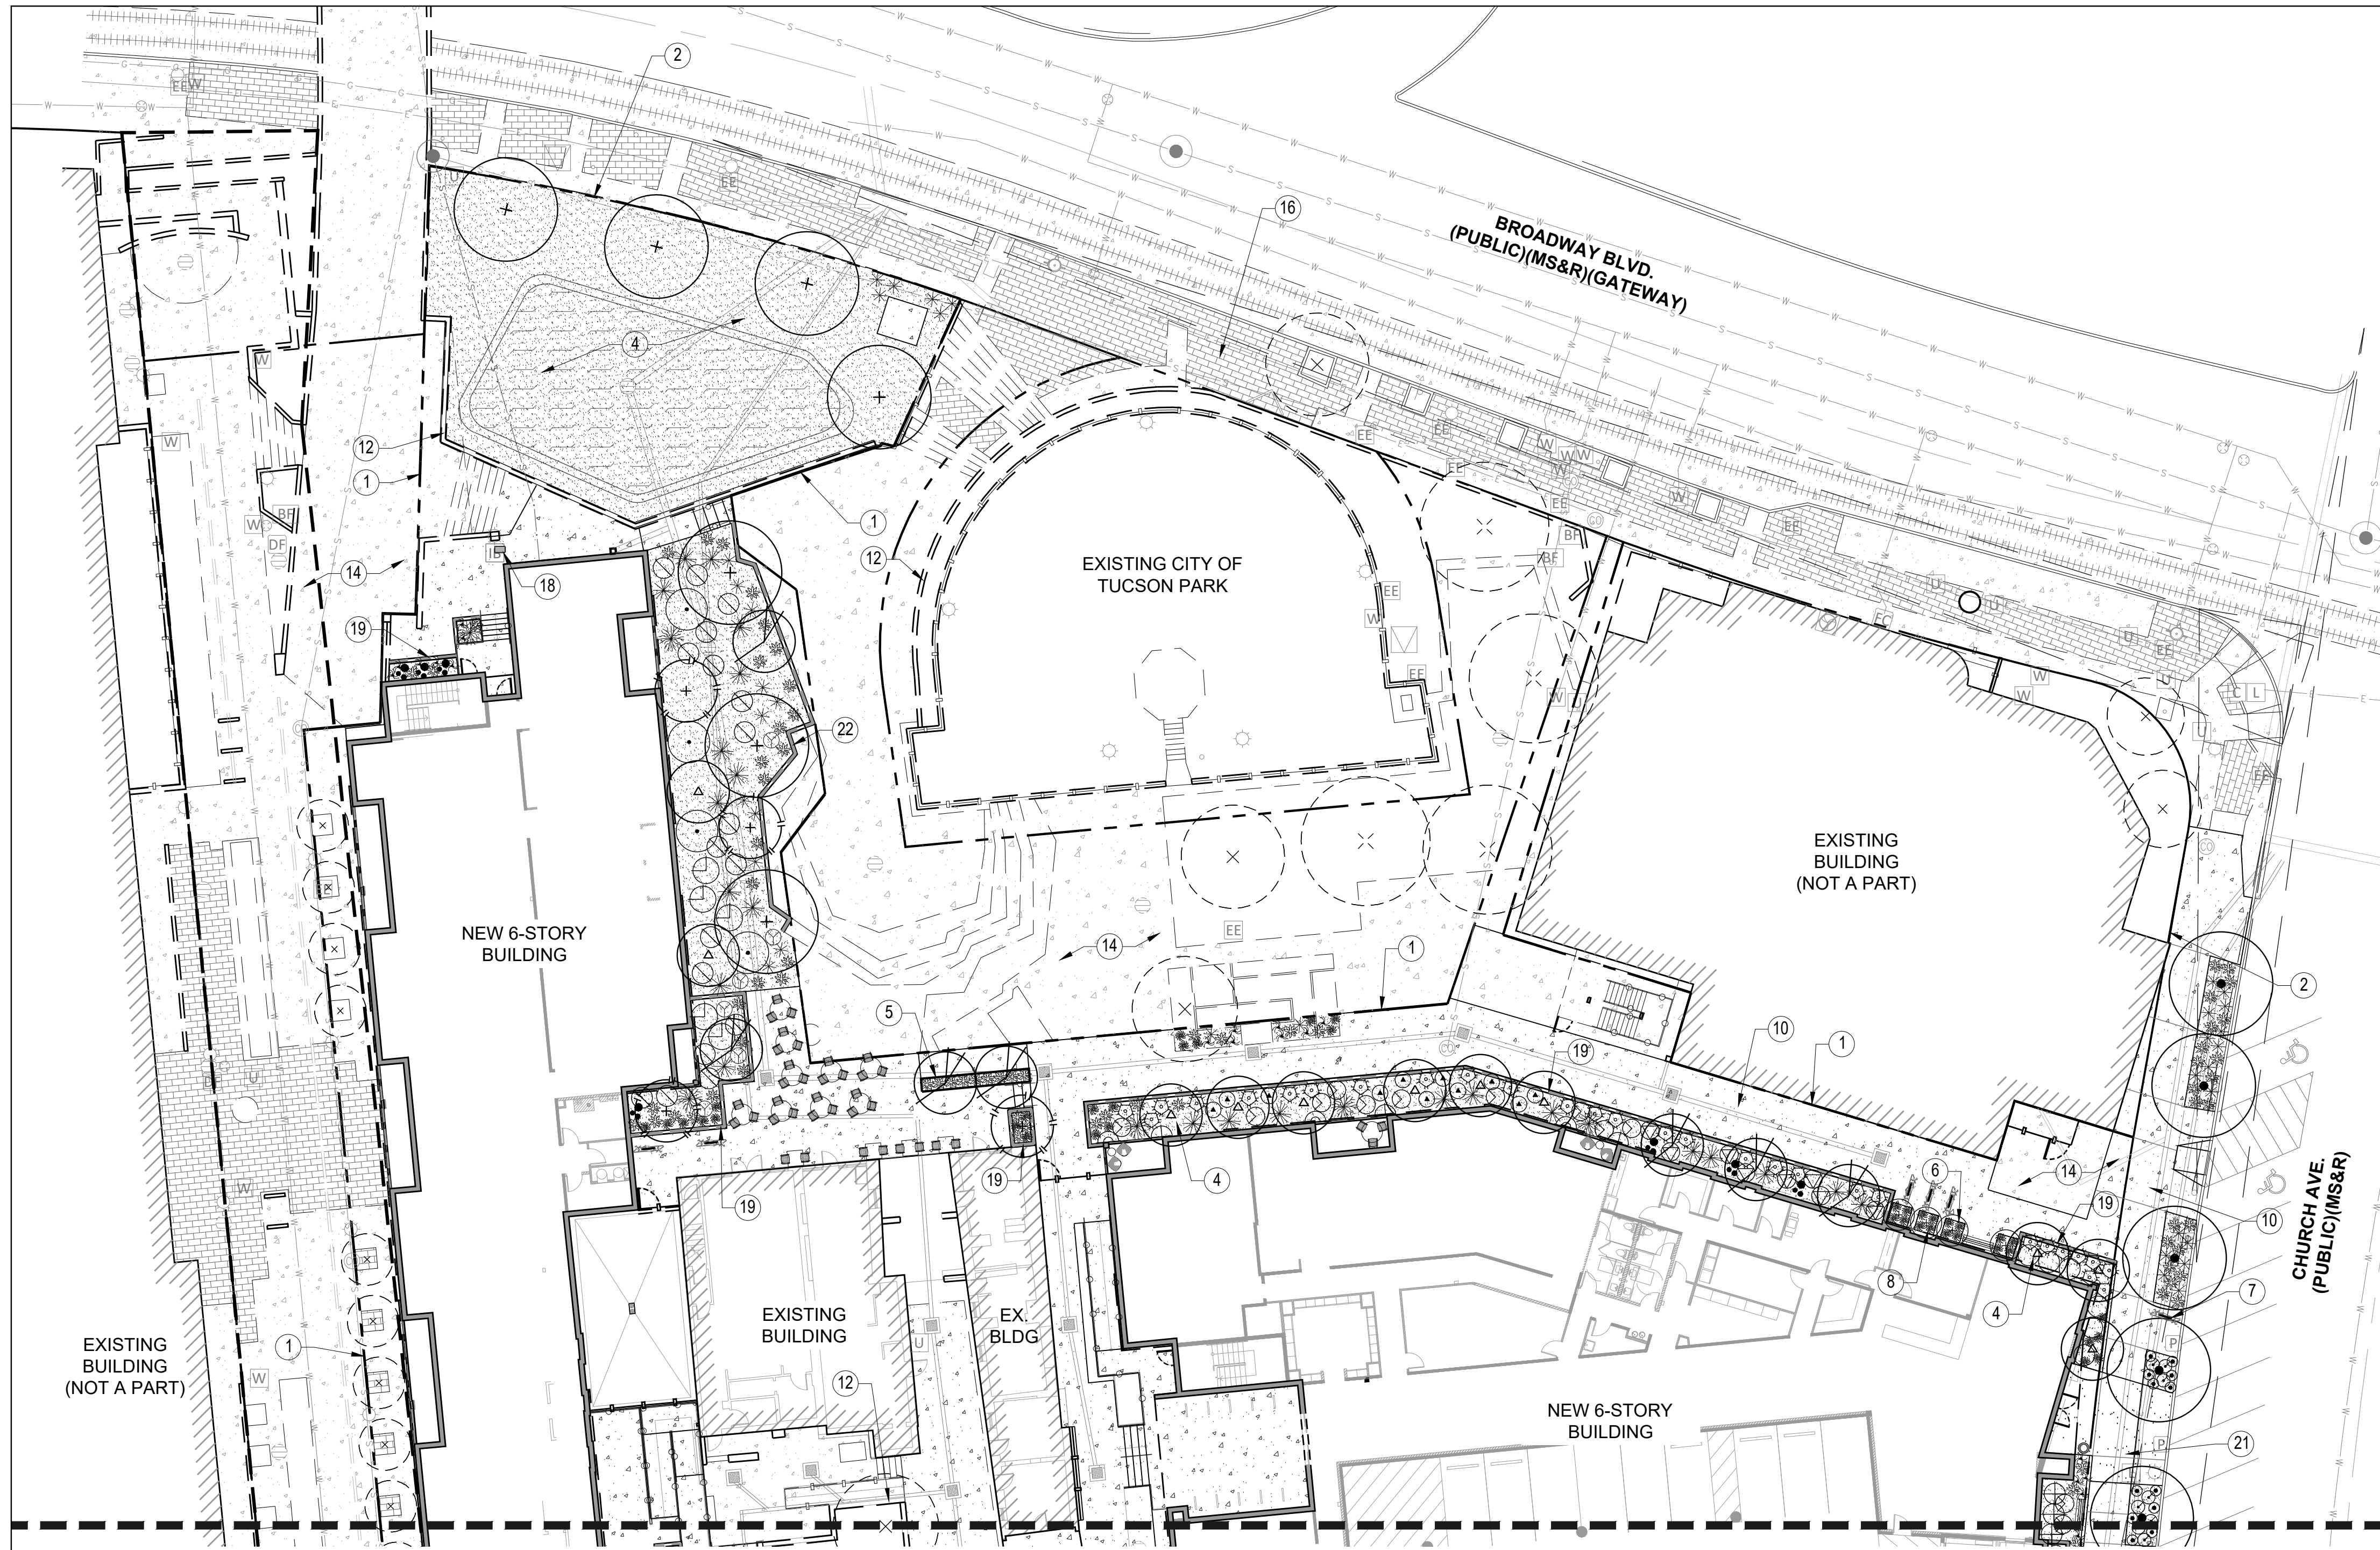 2
16
BROADWAY BLVD.
(PUBLIC)(MS&R)(GATEWAY)
4
12
1
1
12
14
18
19
EXISTING CITY OF
TUCSON PARK
22
EXISTING
BUILDING
(NOT A PART)
NEW 6-STORY
BUILDING
14
1
2
5
10
1
19
19
19
4
6
14
19
10
8
4
7
CHURCH AVE.
(PUBLIC)(MS&R)
EXISTING
BUILDING
EX.
BLDG
EXISTING
BUILDING
(NOT A PART)
1
12
NEW 6-STORY
BUILDING
21